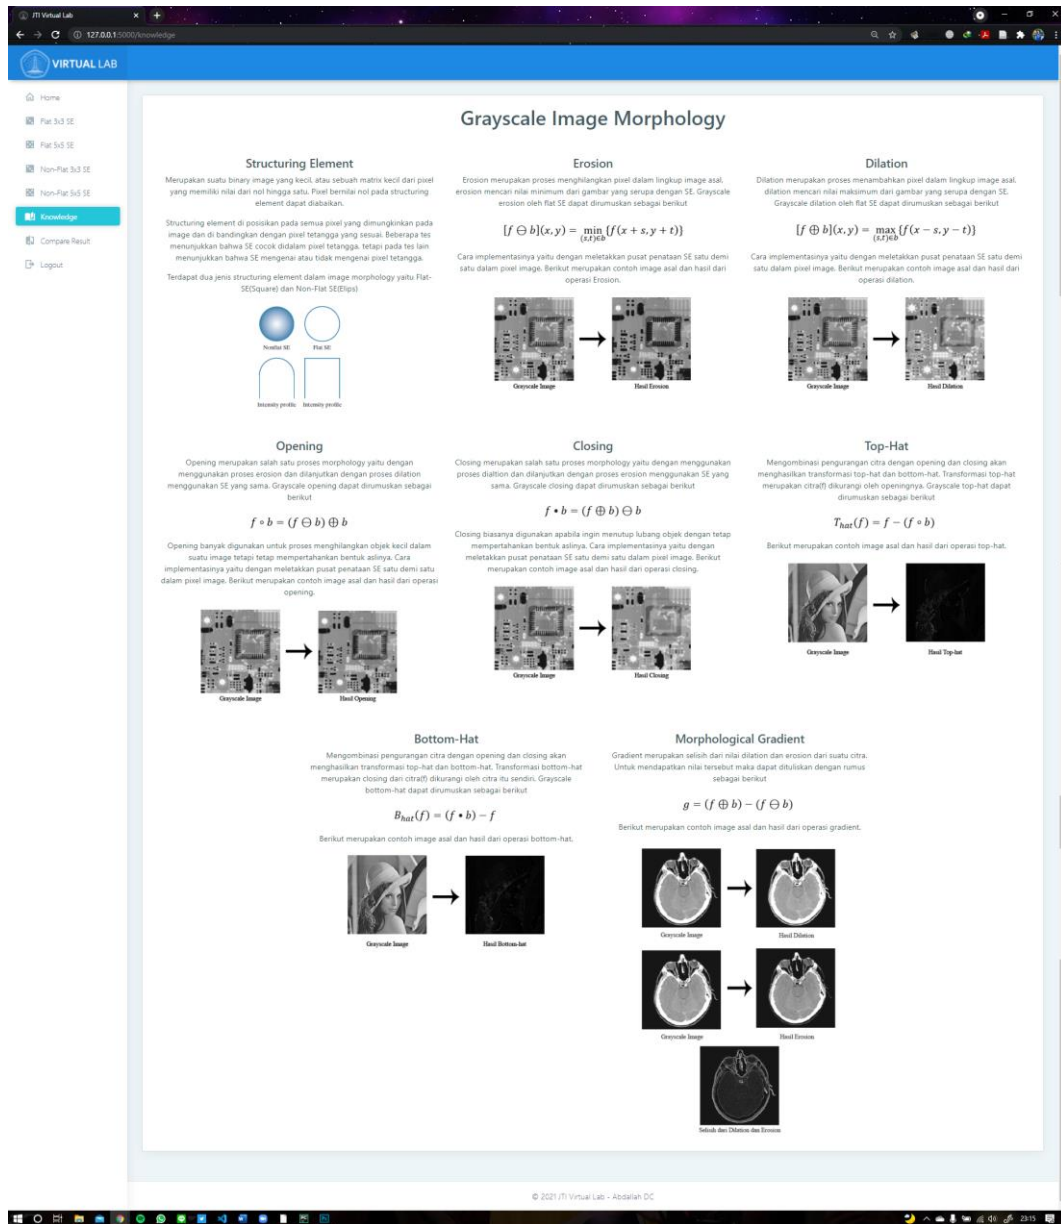 JTI Virtual Lab
127.0.0.1:5000/knowledge
VIRTUAL LAB
Home
Flat 3x3 SE
Flat 5x5 SE
Non-Flat 3x3 SE
Non-Flat 5x5 SE
Knowledge
Compare Result
Logout
Grayscale Image Morphology
Structuring Element
Merupakan suatu binary image yang kecil, atau sebuah matrix kecil dari pixel
yang memiliki nilai dari nol hingga satu. Pixel bernilai nol pada structuring
element dapat diabaikan.
Structuring element di posisikan pada semua pixel yang dimungkinkan pada
image dan di bandingkan dengan pixel tetangga yang sesuai. Beberapa tes
menunjukkan bahwa SE cocok didalam pixel tetangga, tetapi pada tes lain
menunjukkan bahwa SE mengenai atau tidak mengenai pixel tetangga.
Terdapat dua jenis structuring element dalam image morphology yaitu Flat-
SE(Square) dan Non-Flat SE(Elips)
Nonflat SE
Flat SE
Intensity profile
Intensity profile
Erosion
Erosion merupakan proses menghilangkan pixel dalam lingkup image asal.
erosion mencari nilai minimum dari gambar yang serupa dengan SE. Grayscale
erosion oleh flat SE dapat dirumuskan sebagai berikut
[f ⊖ b](x, y) = min (s,t)∈b {f(x + s, y + t)}
Cara implementasinya yaitu dengan meletakkan pusat penataan SE satu demi
satu dalam pixel image. Berikut merupakan contoh image asal dan hasil dari
operasi Erosion.
Grayscale Image
Hasil Erosion
Dilation
Dilation merupakan proses menambahkan pixel dalam lingkup image asal.
dilation mencari nilai maksimum dari gambar yang serupa dengan SE.
Grayscale dilation oleh flat SE dapat dirumuskan sebagai berikut
[f ⊕ b](x, y) = max (s,t)∈b {f(x − s, y − t)}
Cara implementasinya yaitu dengan meletakkan pusat penataan SE satu demi
satu dalam pixel image. Berikut merupakan contoh image asal dan hasil dari
operasi dilation.
Grayscale Image
Hasil Dilation
Opening
Opening merupakan salah satu proses morphology yaitu dengan
menggunakan proses erosion dan dilanjutkan dengan proses dilation
menggunakan SE yang sama. Grayscale opening dapat dirumuskan sebagai
berikut
f ∘ b = (f ⊖ b) ⊕ b
Opening banyak digunakan untuk proses menghilangkan objek kecil dalam
suatu image tetapi tetap mempertahankan bentuk aslinya. Cara
implementasinya yaitu dengan meletakkan pusat penataan SE satu demi satu
dalam pixel image. Berikut merupakan contoh image asal dan hasil dari operasi
opening.
Grayscale Image
Hasil Opening
Closing
Closing merupakan salah satu proses morphology yaitu dengan menggunakan
proses dialtion dan dilanjutkan dengan proses erosion menggunakan SE yang
sama. Grayscale closing dapat dirumuskan sebagai berikut
f • b = (f ⊕ b) ⊖ b
Closing biasanya digunakan apabila ingin menutup lubang objek dengan tetap
mempertahankan bentuk aslinya. Cara implementasinya yaitu dengan
meletakkan pusat penataan SE satu demi satu dalam pixel image. Berikut
merupakan contoh image asal dan hasil dari operasi closing.
Grayscale Image
Hasil Closing
Top-Hat
Mengombinasi pengurangan citra dengan opening dan closing akan
menghasilkan transformasi top-hat dan bottom-hat. Transformasi top-hat
merupakan citra(f) dikurangi oleh openingnya. Grayscale top-hat dapat
dirumuskan sebagai berikut
T_hat(f) = f − (f ∘ b)
Berikut merupakan contoh image asal dan hasil dari operasi top-hat.
Grayscale Image
Hasil Top-hat
Bottom-Hat
Mengombinasi pengurangan citra dengan opening dan closing akan
menghasilkan transformasi top-hat dan bottom-hat. Transformasi bottom-hat
merupakan closing dari citra(f) dikurangi oleh citra itu sendiri. Grayscale
bottom-hat dapat dirumuskan sebagai berikut
B_hat(f) = (f • b) − f
Berikut merupakan contoh image asal dan hasil dari operasi bottom-hat.
Grayscale Image
Hasil Bottom-hat
Morphological Gradient
Gradient merupakan selisih dari nilai dilation dan erosion dari suatu citra.
Untuk mendapatkan nilai tersebut maka dapat dituliskan dengan rumus
sebagai berikut
g = (f ⊕ b) − (f ⊖ b)
Berikut merupakan contoh image asal dan hasil dari operasi gradient.
Grayscale Image
Hasil Dilation
Grayscale Image
Hasil Erosion
Selisih dari Dilation dan Erosion
© 2021 JTI Virtual Lab - Abdallah DC
23:15